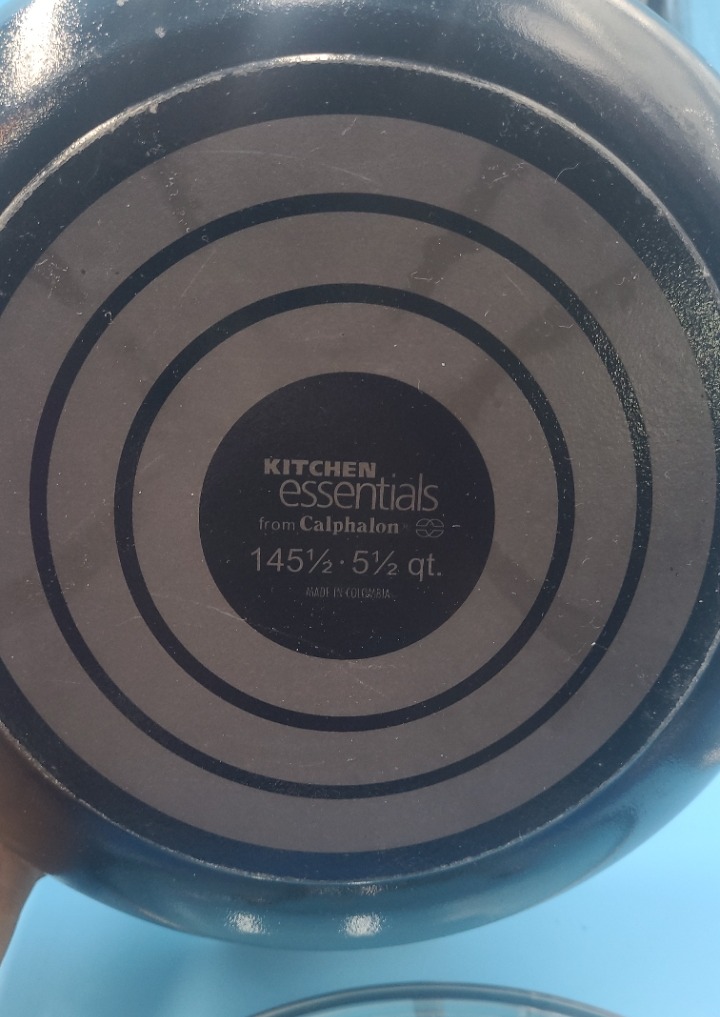 KITCHEN
essentials
from Calphalon
145½ · 5½ qt.
MADE IN COLOMBIA